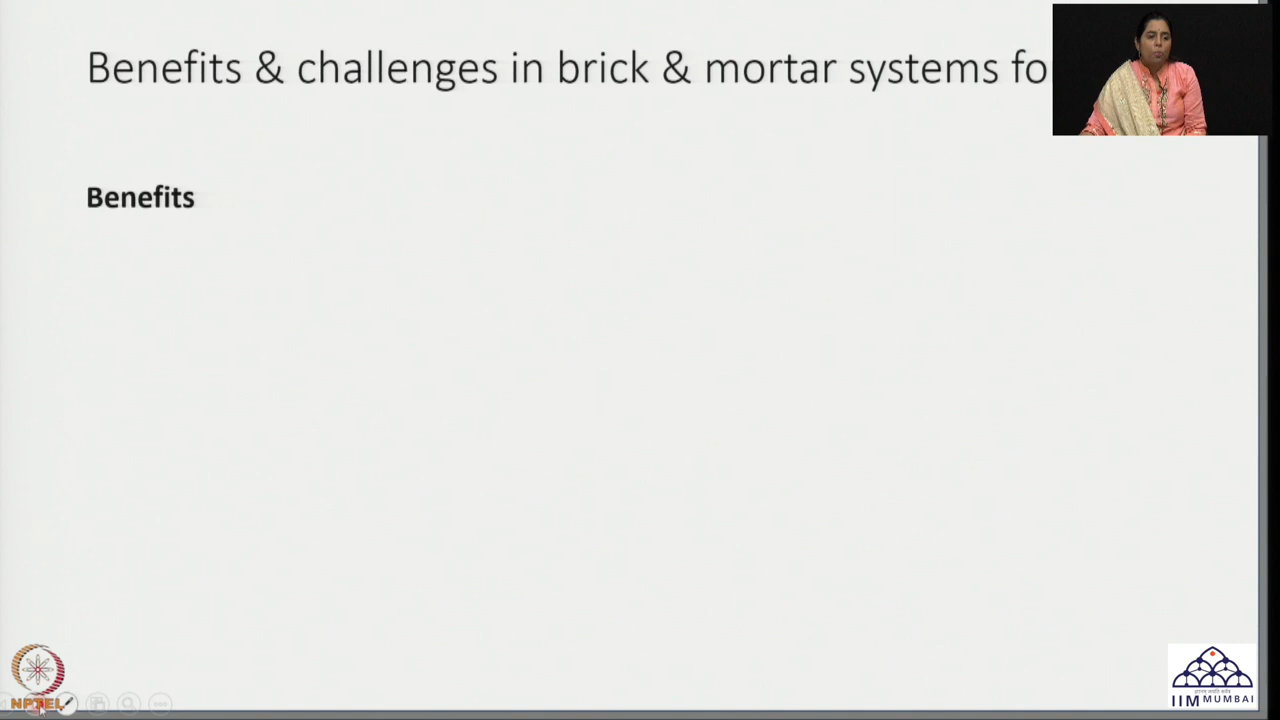 Benefits & challenges in brick & mortar systems fo
Benefits
NPTEL
IIM MUMBAI